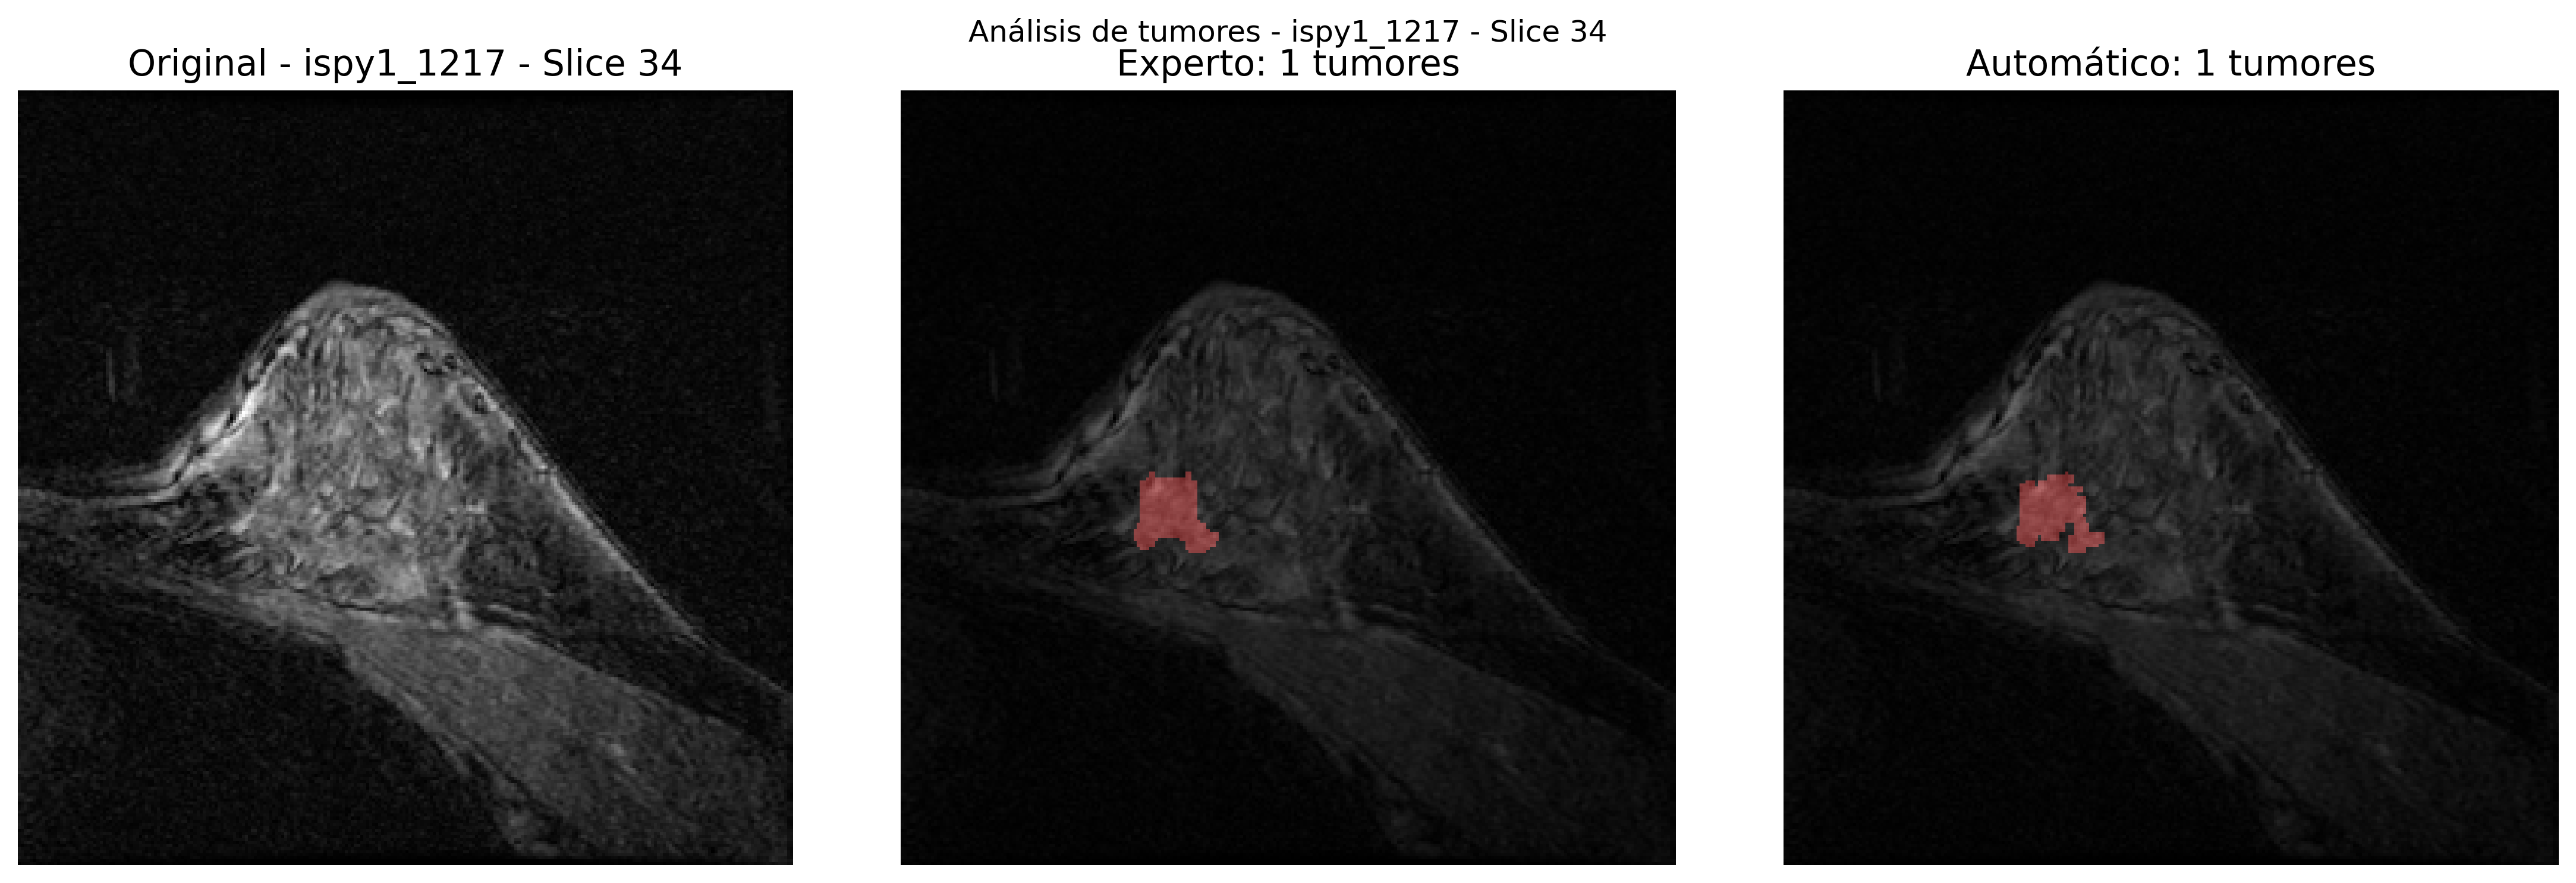 Análisis de tumores - ispy1_1217 - Slice 34
Original - ispy1_1217 - Slice 34
Experto: 1 tumores
Automático: 1 tumores